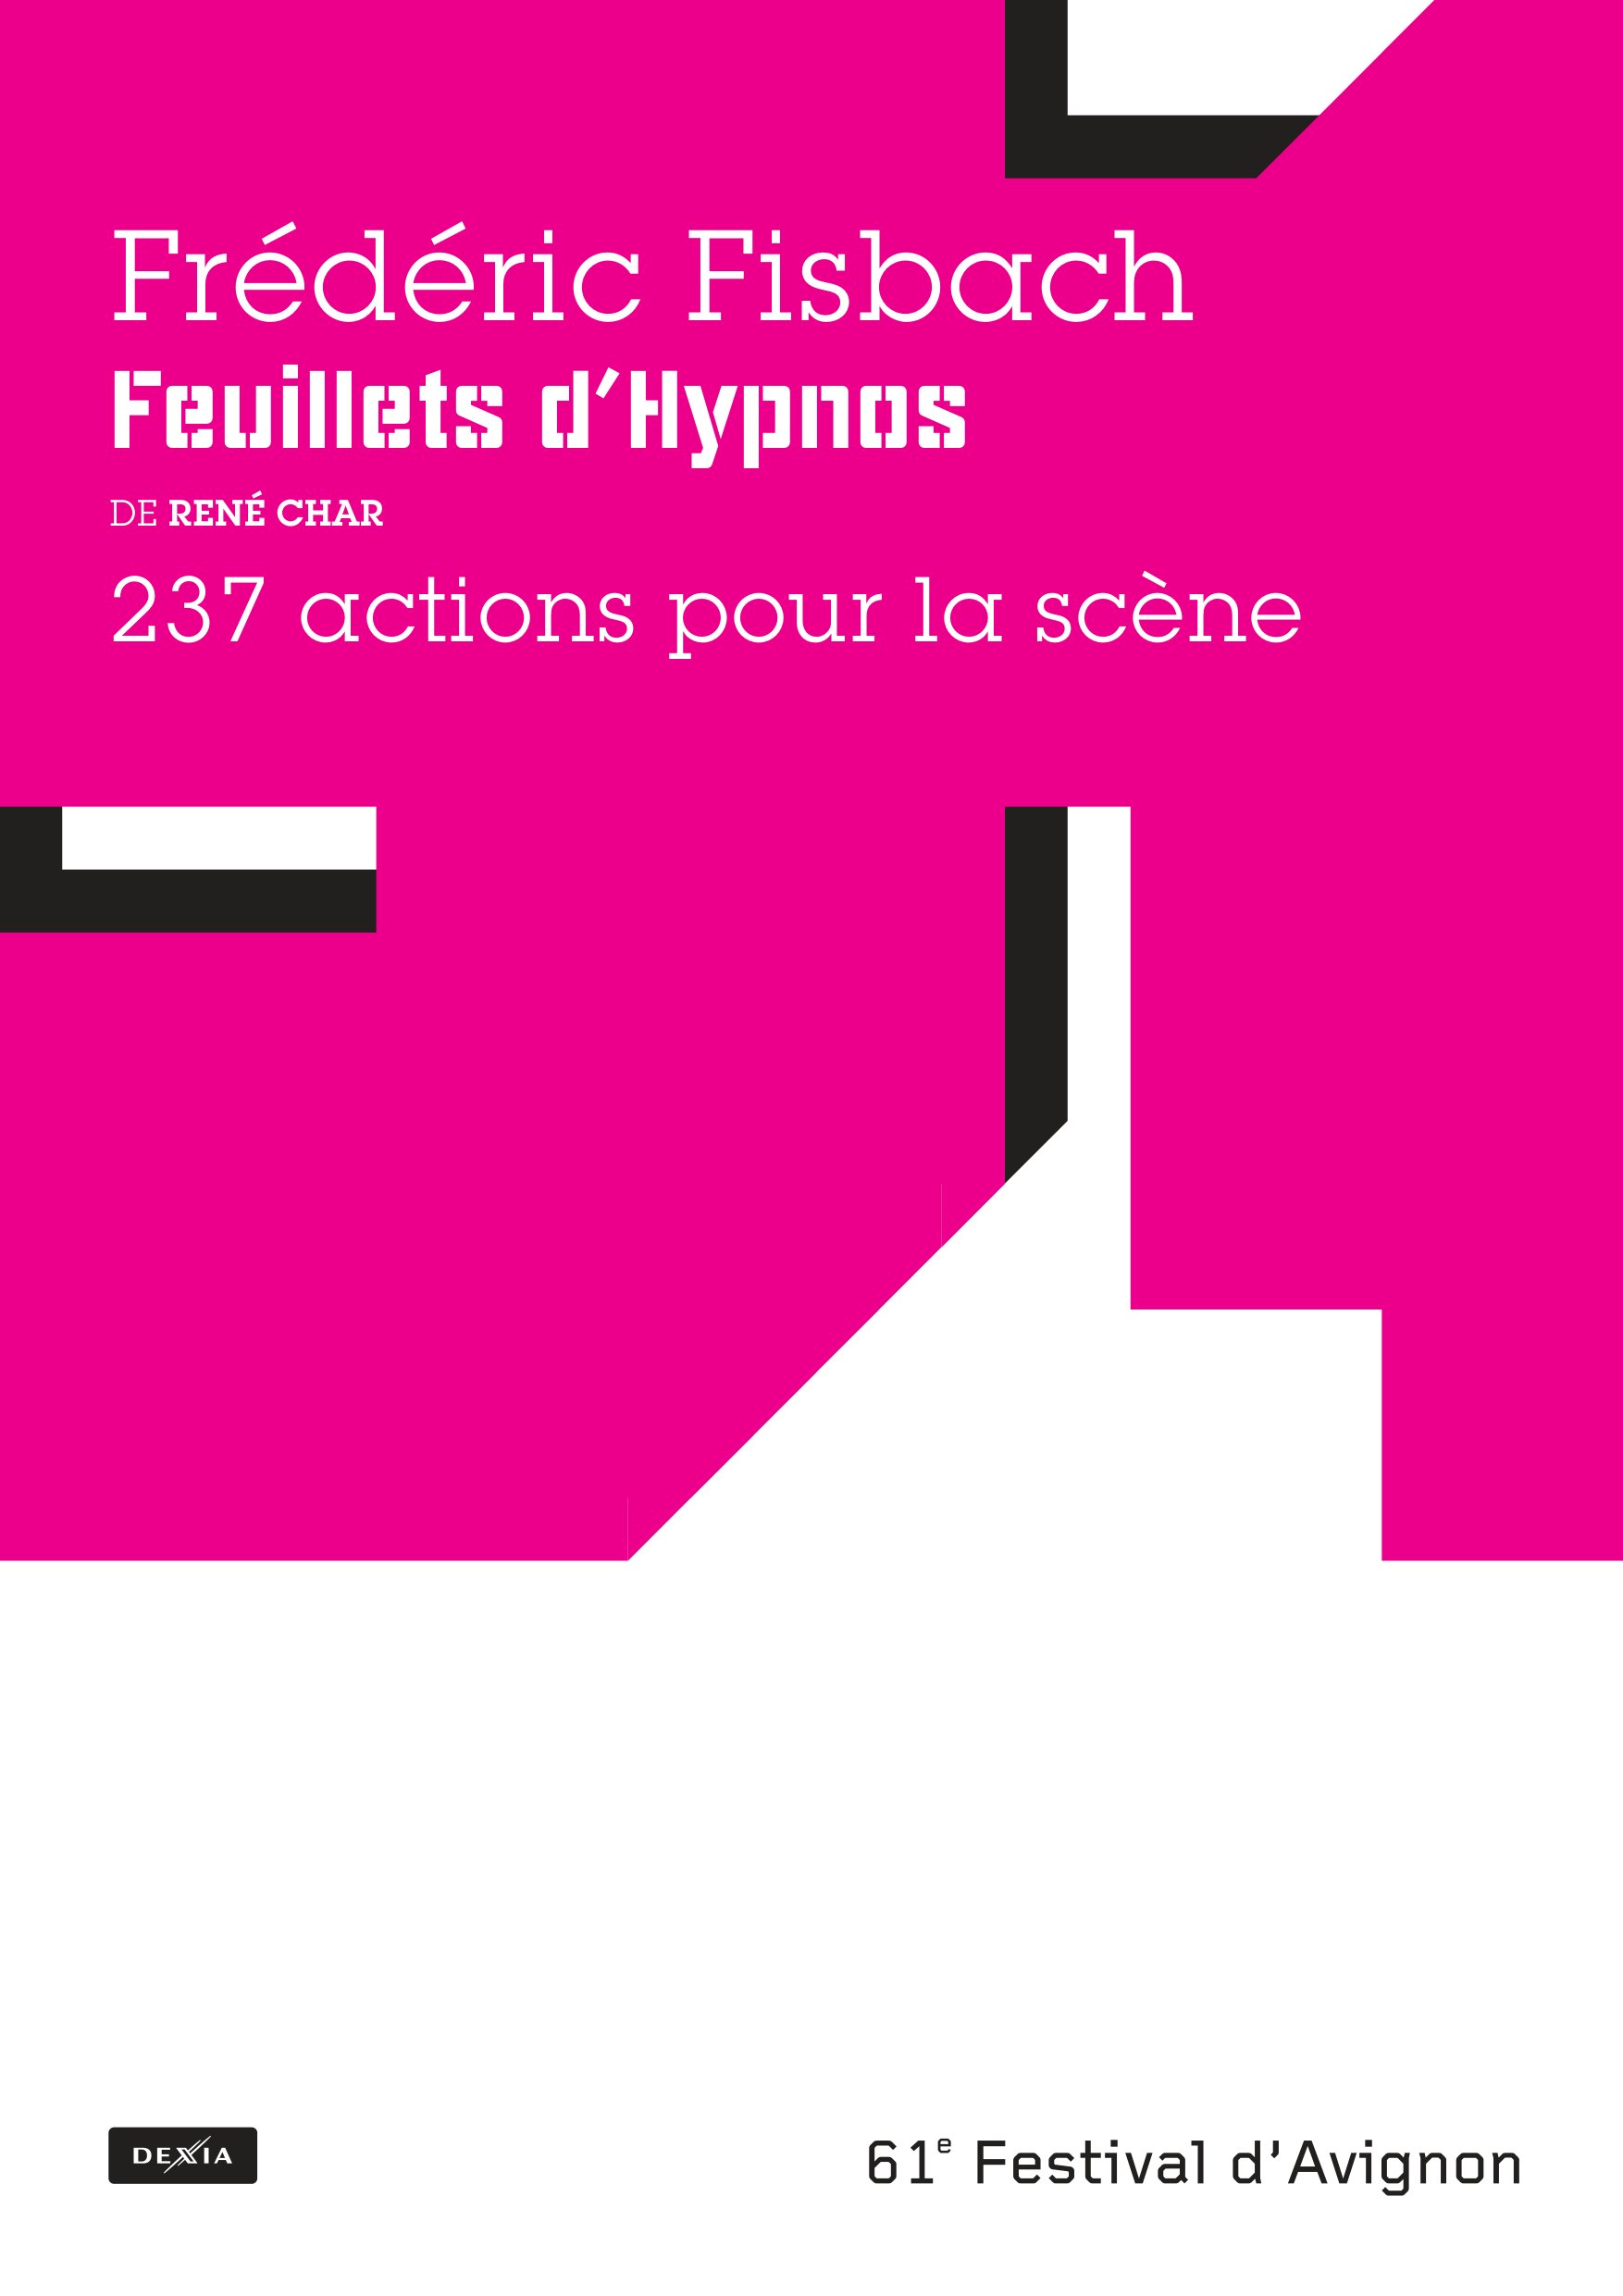 Frédéric Fisbach
Feuillets d'Hypnos
DE RENÉ CHAR
237 actions pour la scène
DEXIA
61e Festival d'Avignon